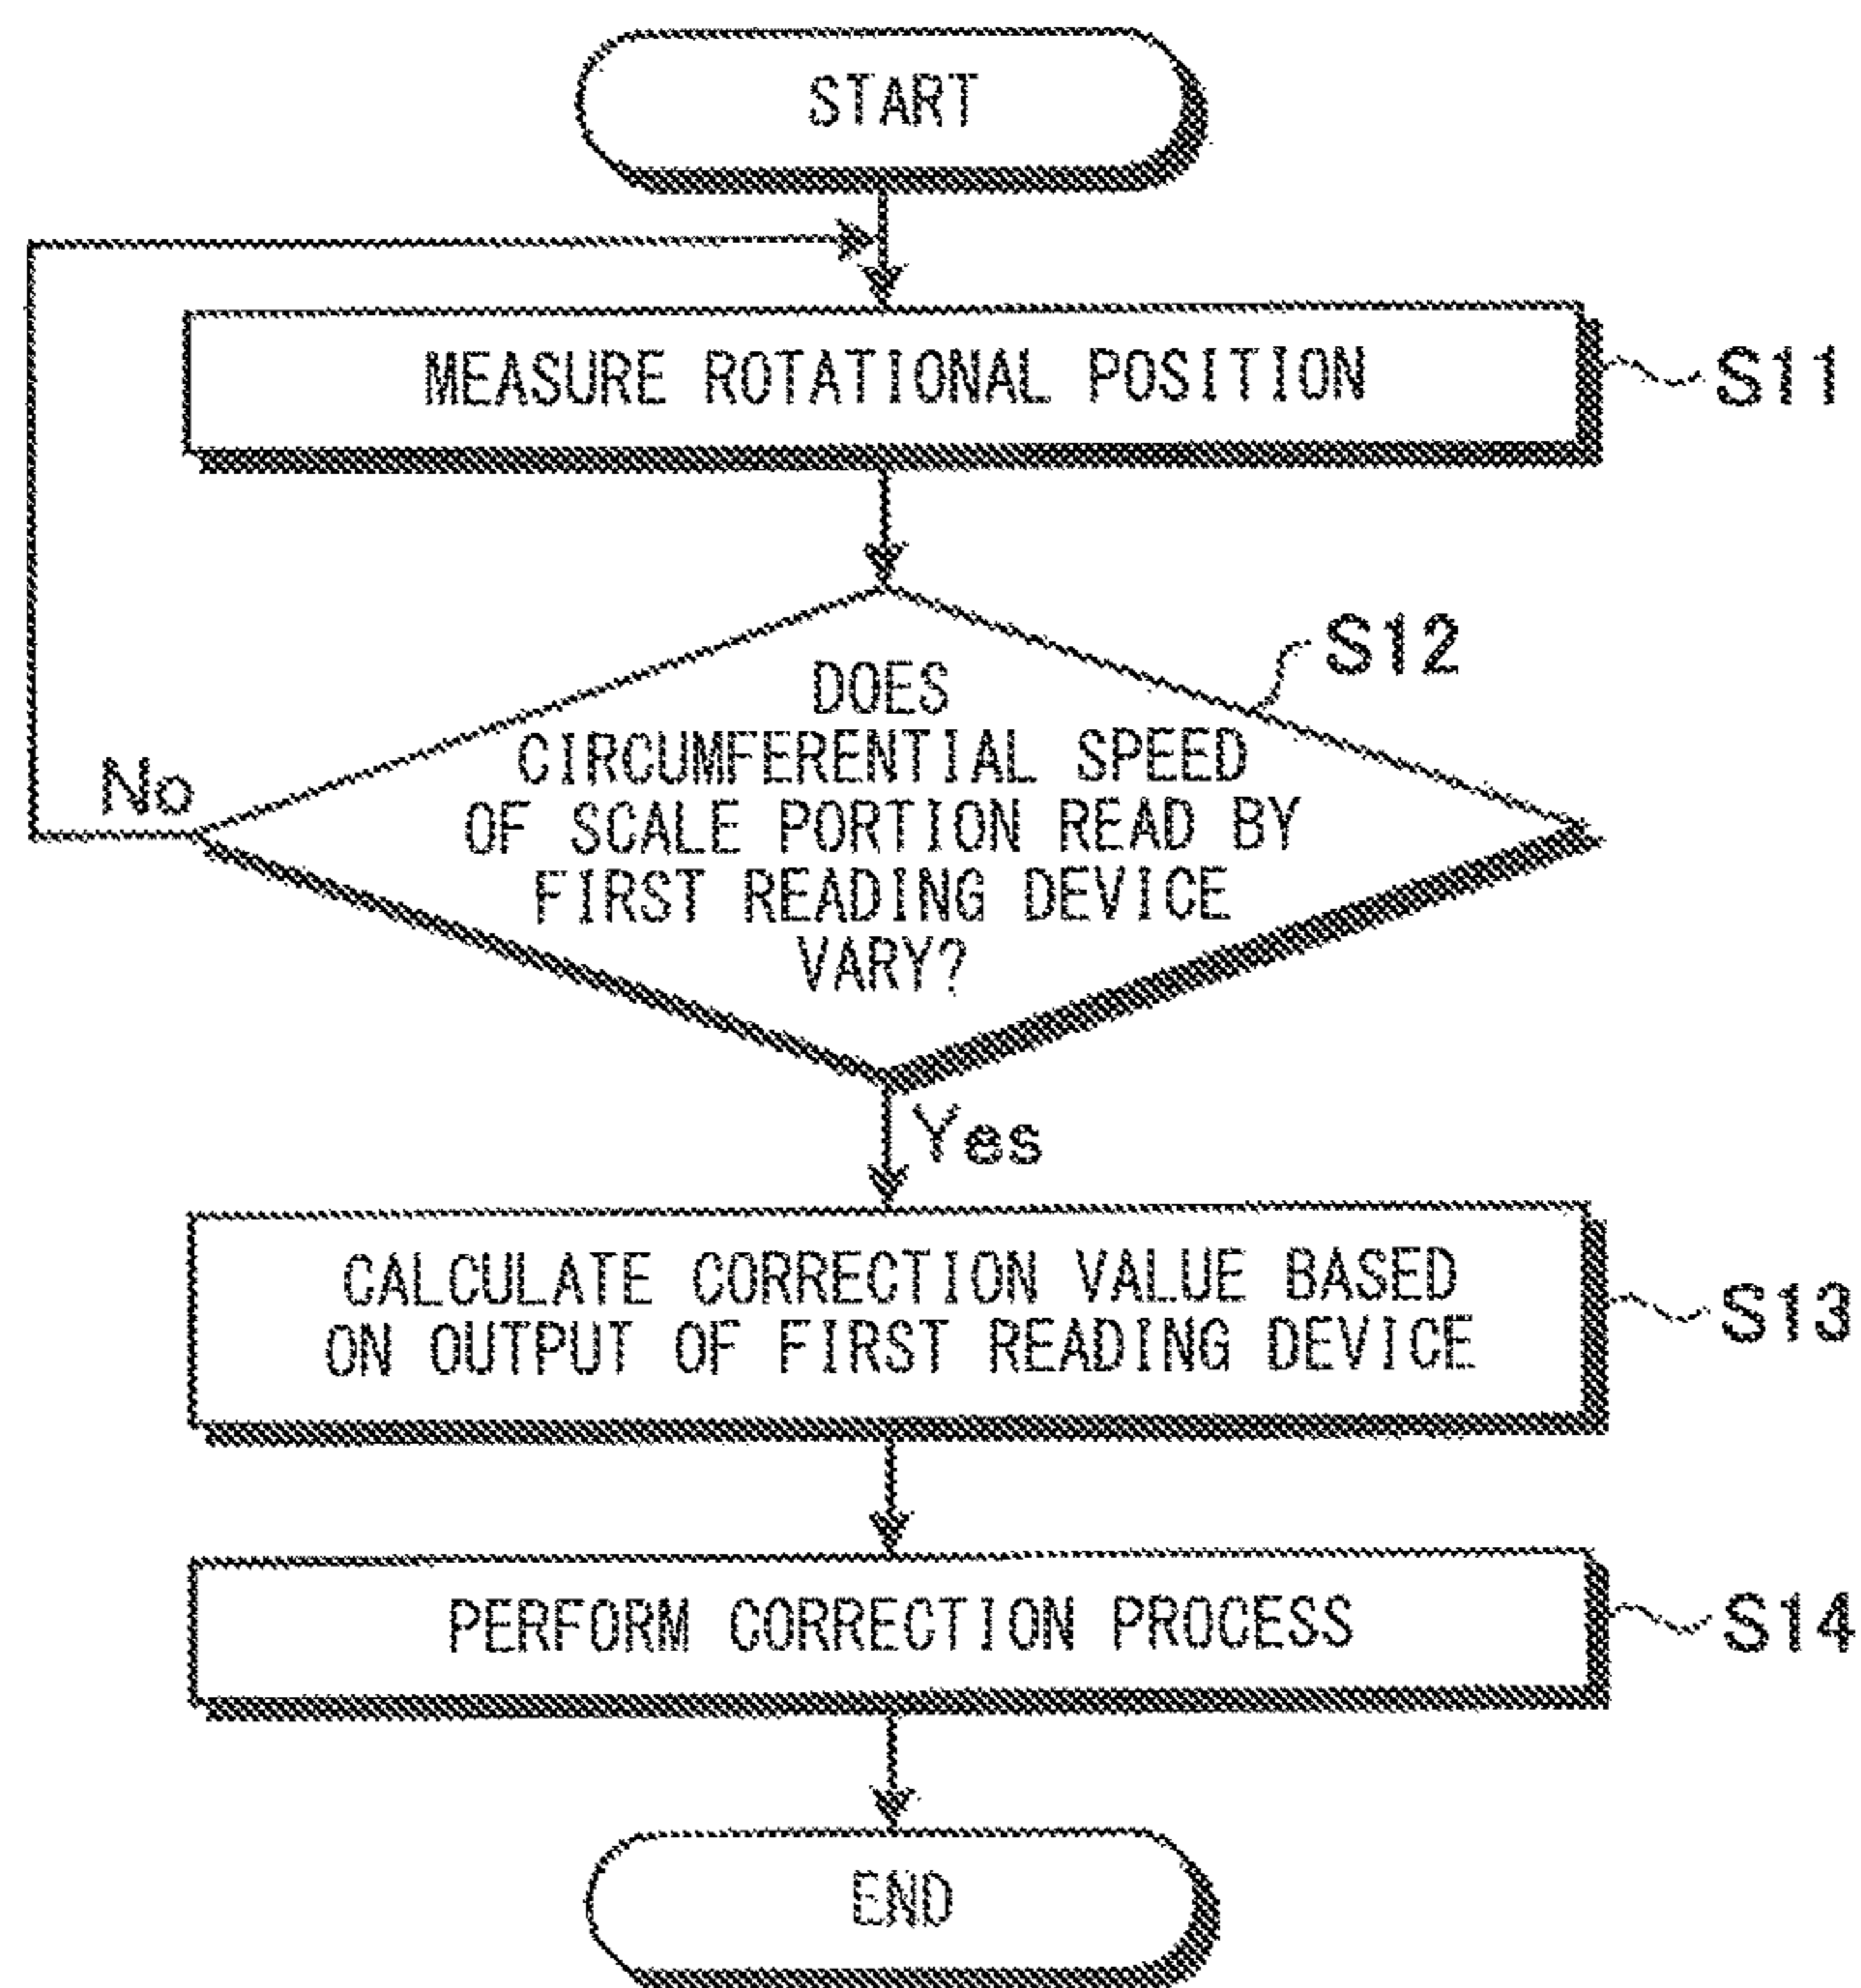 START
MEASURE ROTATIONAL POSITION
S11
S12
DOES
CIRCUMFERENTIAL SPEED
OF SCALE PORTION READ BY
FIRST READING DEVICE
VARY?
No
Yes
CALCULATE CORRECTION VALUE BASED
ON OUTPUT OF FIRST READING DEVICE
S13
PERFORM CORRECTION PROCESS
S14
END